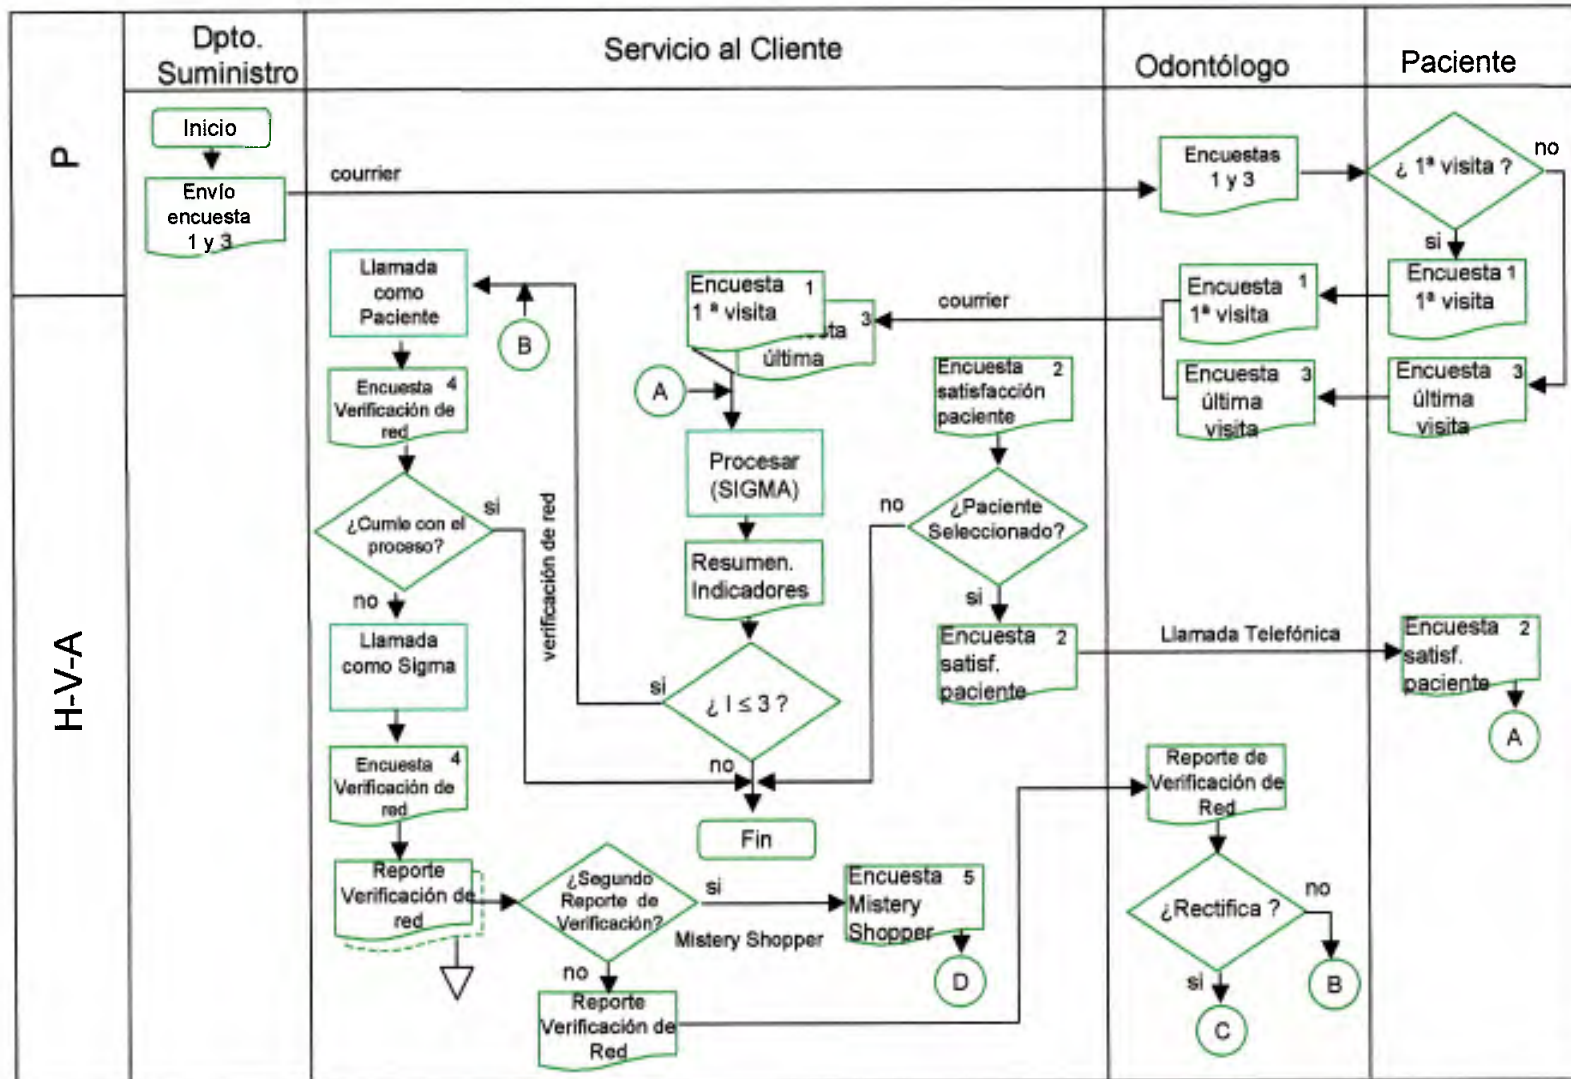 Dpto.
Suministro
Servicio al Cliente
Odontólogo
Paciente
P
H-V-A
Inicio
Envío
encuesta
1 y 3
courrier
Encuestas
1 y 3
¿ 1ª visita ?
no
si
Encuesta 1
1ª visita
Encuesta 1
1ª visita
courrier
Encuesta 1
1 ª visita
sta 3
última
Llamada
como
Paciente
B
A
Encuesta 2
satisfacción
paciente
Encuesta 3
última
visita
Encuesta 3
última
visita
Encuesta 4
Verificación de
red
Procesar
(SIGMA)
¿Cumle con el
proceso?
si
no
verificación de red
no
¿Paciente
Seleccionado?
si
Resumen.
Indicadores
Llamada
como Sigma
Encuesta 2
satisf.
paciente
Llamada Telefónica
Encuesta 2
satisf.
paciente
A
si
¿ I ≤ 3 ?
no
Encuesta 4
Verificación de
red
Fin
Reporte de
Verificación de
Red
Reporte
Verificación de
red
¿Segundo
Reporte de
Verificación?
si
Mistery Shopper
Encuesta 5
Mistery
Shopper
D
¿Rectifica ?
no
B
si
C
no
Reporte
Verificación de
Red